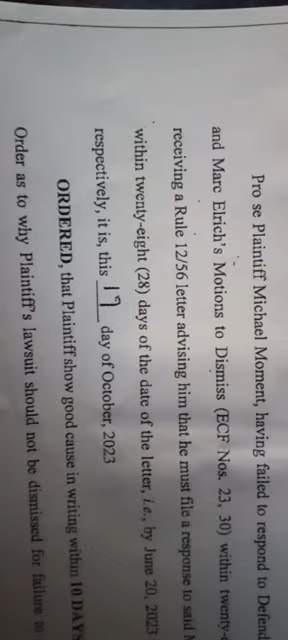 Pro se Plaintiff Michael Moment, having failed to respond to Defend
and Marc Elrich's Motions to Dismiss (ECF Nos. 23, 30) within twenty-
receiving a Rule 12/56 letter advising him that he must file a response to said M
within twenty-eight (28) days of the date of the letter, i.e., by June 20, 2023
respectively, it is, this 17 day of October, 2023
ORDERED, that Plaintiff show good cause in writing within 10 DAYS
Order as to why Plaintiff's lawsuit should not be dismissed for failure to